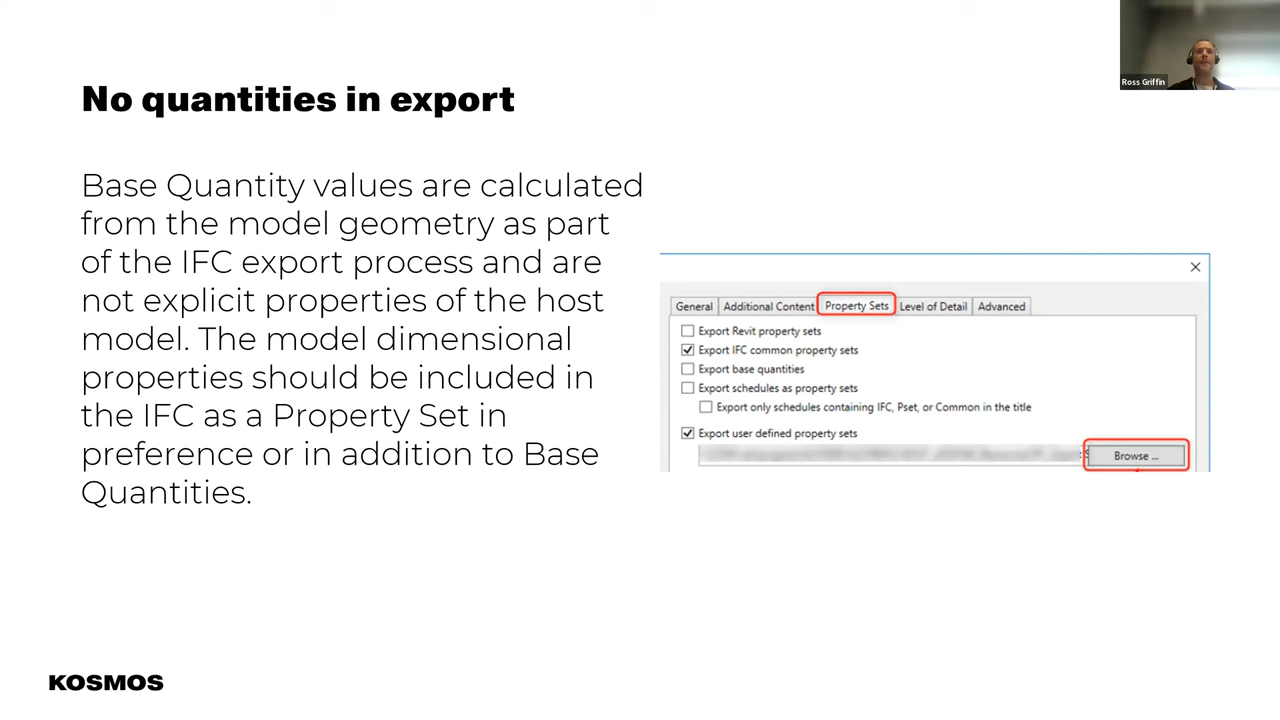 Ross Griffin
No quantities in export
Base Quantity values are calculated
from the model geometry as part
of the IFC export process and are
not explicit properties of the host
model. The model dimensional
properties should be included in
the IFC as a Property Set in
preference or in addition to Base
Quantities.
General Additional Content Property Sets Level of Detail Advanced
Export Revit property sets
Export IFC common property sets
Export base quantities
Export schedules as property sets
Export only schedules containing IFC, Pset, or Common in the title
Export user defined property sets
Browse ...
KOSMOS